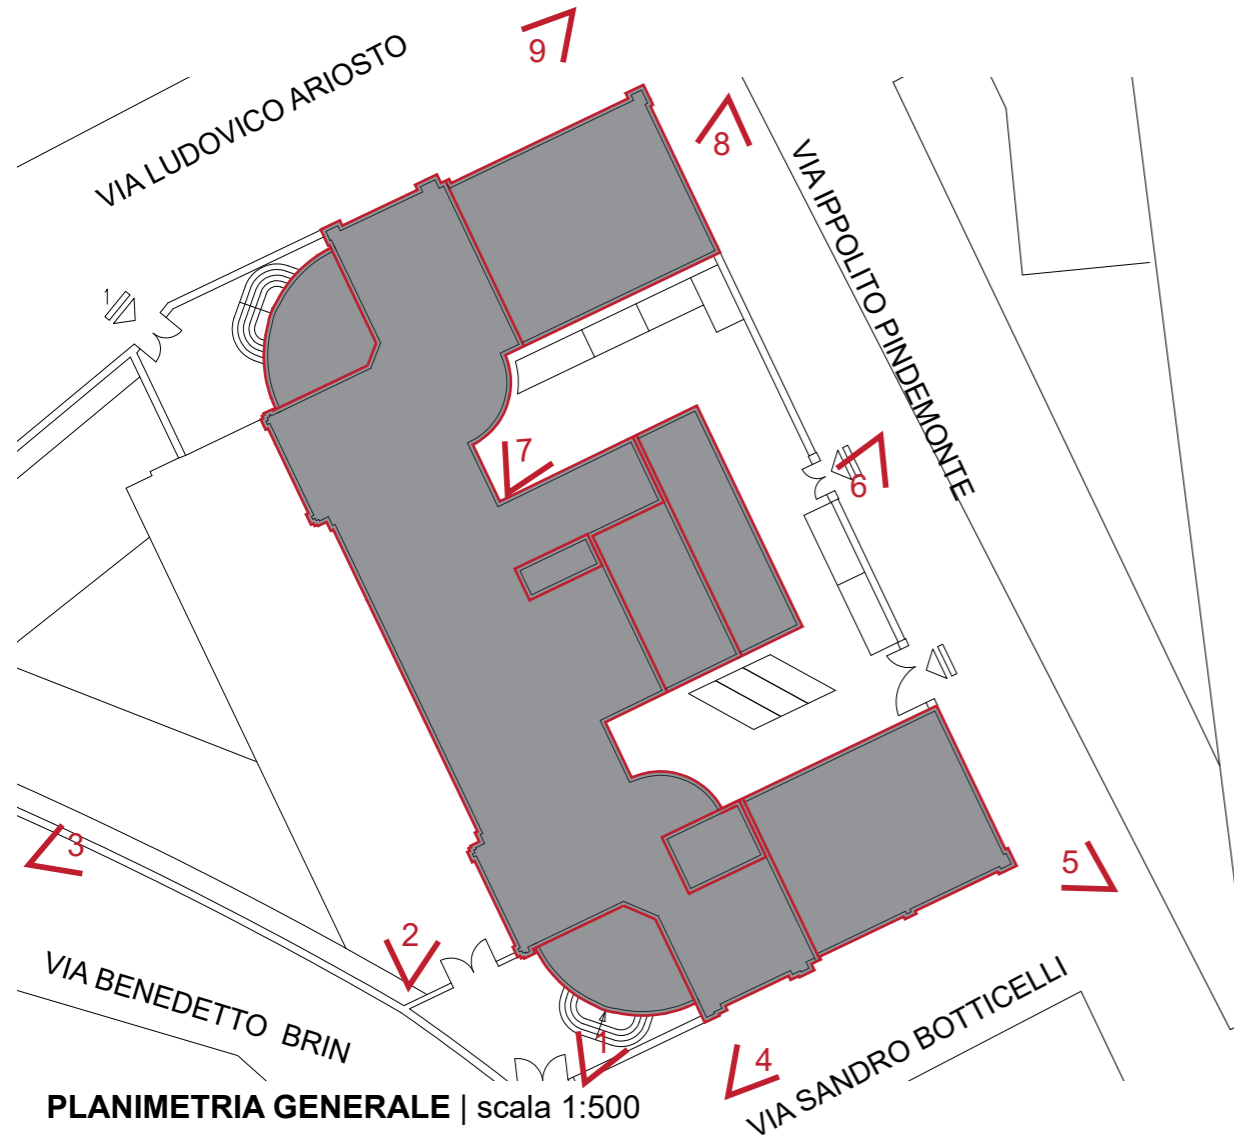 9
VIA LUDOVICO ARIOSTO
8
VIA IPPOLITO PINDEMONTE
1
7
6
3
5
2
VIA BENEDETTO BRIN
1
4
VIA SANDRO BOTTICELLI
PLANIMETRIA GENERALE | scala 1:500